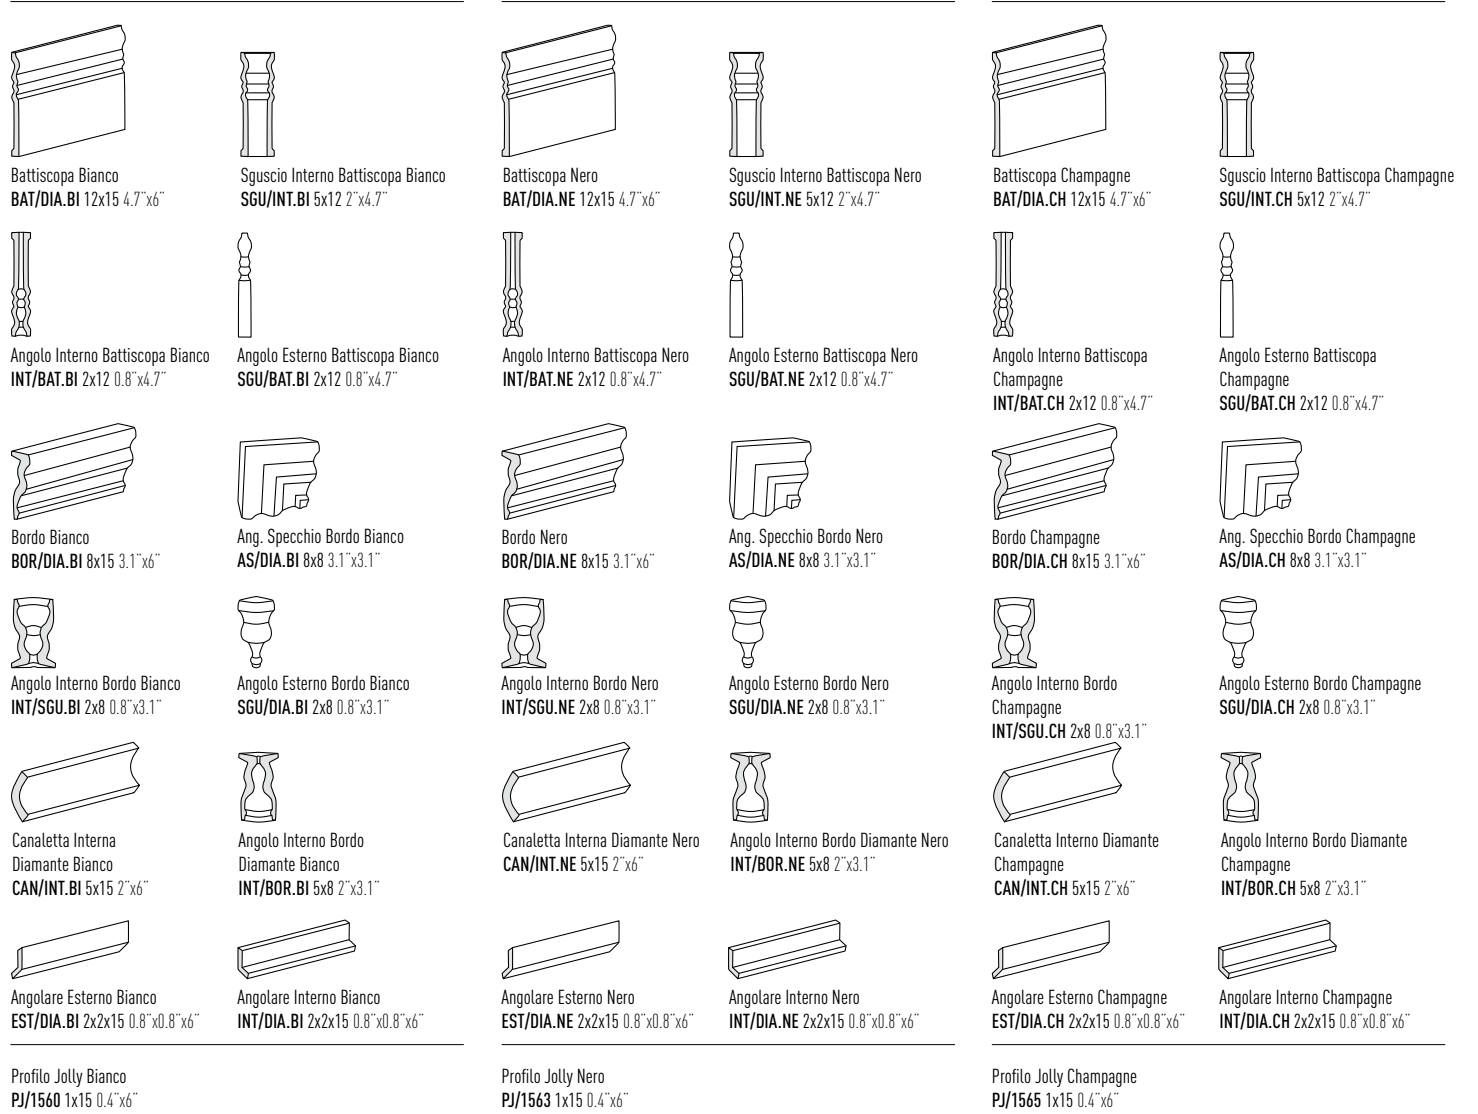 Battiscopa Bianco
BAT/DIA.BI 12x15 4.7¨x6¨
Sguscio Interno Battiscopa Bianco
SGU/INT.BI 5x12 2¨x4.7¨
Angolo Interno Battiscopa Bianco
INT/BAT.BI 2x12 0.8¨x4.7¨
Angolo Esterno Battiscopa Bianco
SGU/BAT.BI 2x12 0.8¨x4.7¨
Bordo Bianco
BOR/DIA.BI 8x15 3.1¨x6¨
Ang. Specchio Bordo Bianco
AS/DIA.BI 8x8 3.1¨x3.1¨
Angolo Interno Bordo Bianco
INT/SGU.BI 2x8 0.8¨x3.1¨
Angolo Esterno Bordo Bianco
SGU/DIA.BI 2x8 0.8¨x3.1¨
Canaletta Interna
Diamante Bianco
CAN/INT.BI 5x15 2¨x6¨
Angolo Interno Bordo
Diamante Bianco
INT/BOR.BI 5x8 2¨x3.1¨
Angolare Esterno Bianco
EST/DIA.BI 2x2x15 0.8¨x0.8¨x6¨
Angolare Interno Bianco
INT/DIA.BI 2x2x15 0.8¨x0.8¨x6¨
Profilo Jolly Bianco
PJ/1560 1x15 0.4¨x6¨
Battiscopa Nero
BAT/DIA.NE 12x15 4.7¨x6¨
Sguscio Interno Battiscopa Nero
SGU/INT.NE 5x12 2¨x4.7¨
Angolo Interno Battiscopa Nero
INT/BAT.NE 2x12 0.8¨x4.7¨
Angolo Esterno Battiscopa Nero
SGU/BAT.NE 2x12 0.8¨x4.7¨
Bordo Nero
BOR/DIA.NE 8x15 3.1¨x6¨
Ang. Specchio Bordo Nero
AS/DIA.NE 8x8 3.1¨x3.1¨
Angolo Interno Bordo Nero
INT/SGU.NE 2x8 0.8¨x3.1¨
Angolo Esterno Bordo Nero
SGU/DIA.NE 2x8 0.8¨x3.1¨
Canaletta Interna Diamante Nero
CAN/INT.NE 5x15 2¨x6¨
Angolo Interno Bordo Diamante Nero
INT/BOR.NE 5x8 2¨x3.1¨
Angolare Esterno Nero
EST/DIA.NE 2x2x15 0.8¨x0.8¨x6¨
Angolare Interno Nero
INT/DIA.NE 2x2x15 0.8¨x0.8¨x6¨
Profilo Jolly Nero
PJ/1563 1x15 0.4¨x6¨
Battiscopa Champagne
BAT/DIA.CH 12x15 4.7¨x6¨
Sguscio Interno Battiscopa Champagne
SGU/INT.CH 5x12 2¨x4.7¨
Angolo Interno Battiscopa
Champagne
INT/BAT.CH 2x12 0.8¨x4.7¨
Angolo Esterno Battiscopa
Champagne
SGU/BAT.CH 2x12 0.8¨x4.7¨
Bordo Champagne
BOR/DIA.CH 8x15 3.1¨x6¨
Ang. Specchio Bordo Champagne
AS/DIA.CH 8x8 3.1¨x3.1¨
Angolo Interno Bordo
Champagne
INT/SGU.CH 2x8 0.8¨x3.1¨
Angolo Esterno Bordo Champagne
SGU/DIA.CH 2x8 0.8¨x3.1¨
Canaletta Interno Diamante
Champagne
CAN/INT.CH 5x15 2¨x6¨
Angolo Interno Bordo Diamante
Champagne
INT/BOR.CH 5x8 2¨x3.1¨
Angolare Esterno Champagne
EST/DIA.CH 2x2x15 0.8¨x0.8¨x6¨
Angolare Interno Champagne
INT/DIA.CH 2x2x15 0.8¨x0.8¨x6¨
Profilo Jolly Champagne
PJ/1565 1x15 0.4¨x6¨